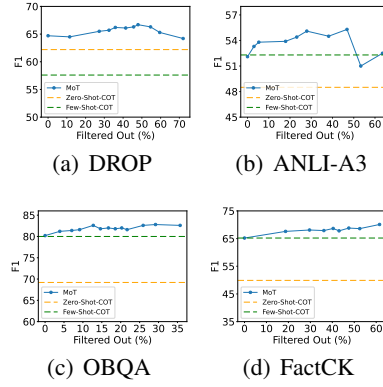 70
65
60
55
50
F1
MoT
Zero-Shot-COT
Few-Shot-COT
0 10 20 30 40 50 60 70
Filtered Out (%)
(a) DROP
57
54
51
48
45
F1
MoT
Zero-Shot-COT
Few-Shot-COT
0 10 20 30 40 50 60
Filtered Out (%)
(b) ANLI-A3
85
80
75
70
65
60
F1
MoT
Zero-Shot-COT
Few-Shot-COT
0 5 10 15 20 25 30 35
Filtered Out (%)
(c) OBQA
75
65
55
45
35
F1
MoT
Zero-Shot-COT
Few-Shot-COT
0 10 20 30 40 50 60
Filtered Out (%)
(d) FactCK